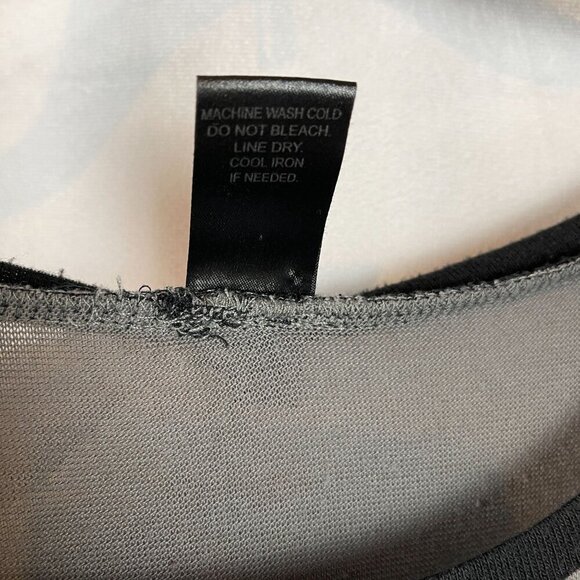 MACHINE WASH COLD
DO NOT BLEACH.
LINE DRY.
COOL IRON
IF NEEDED.